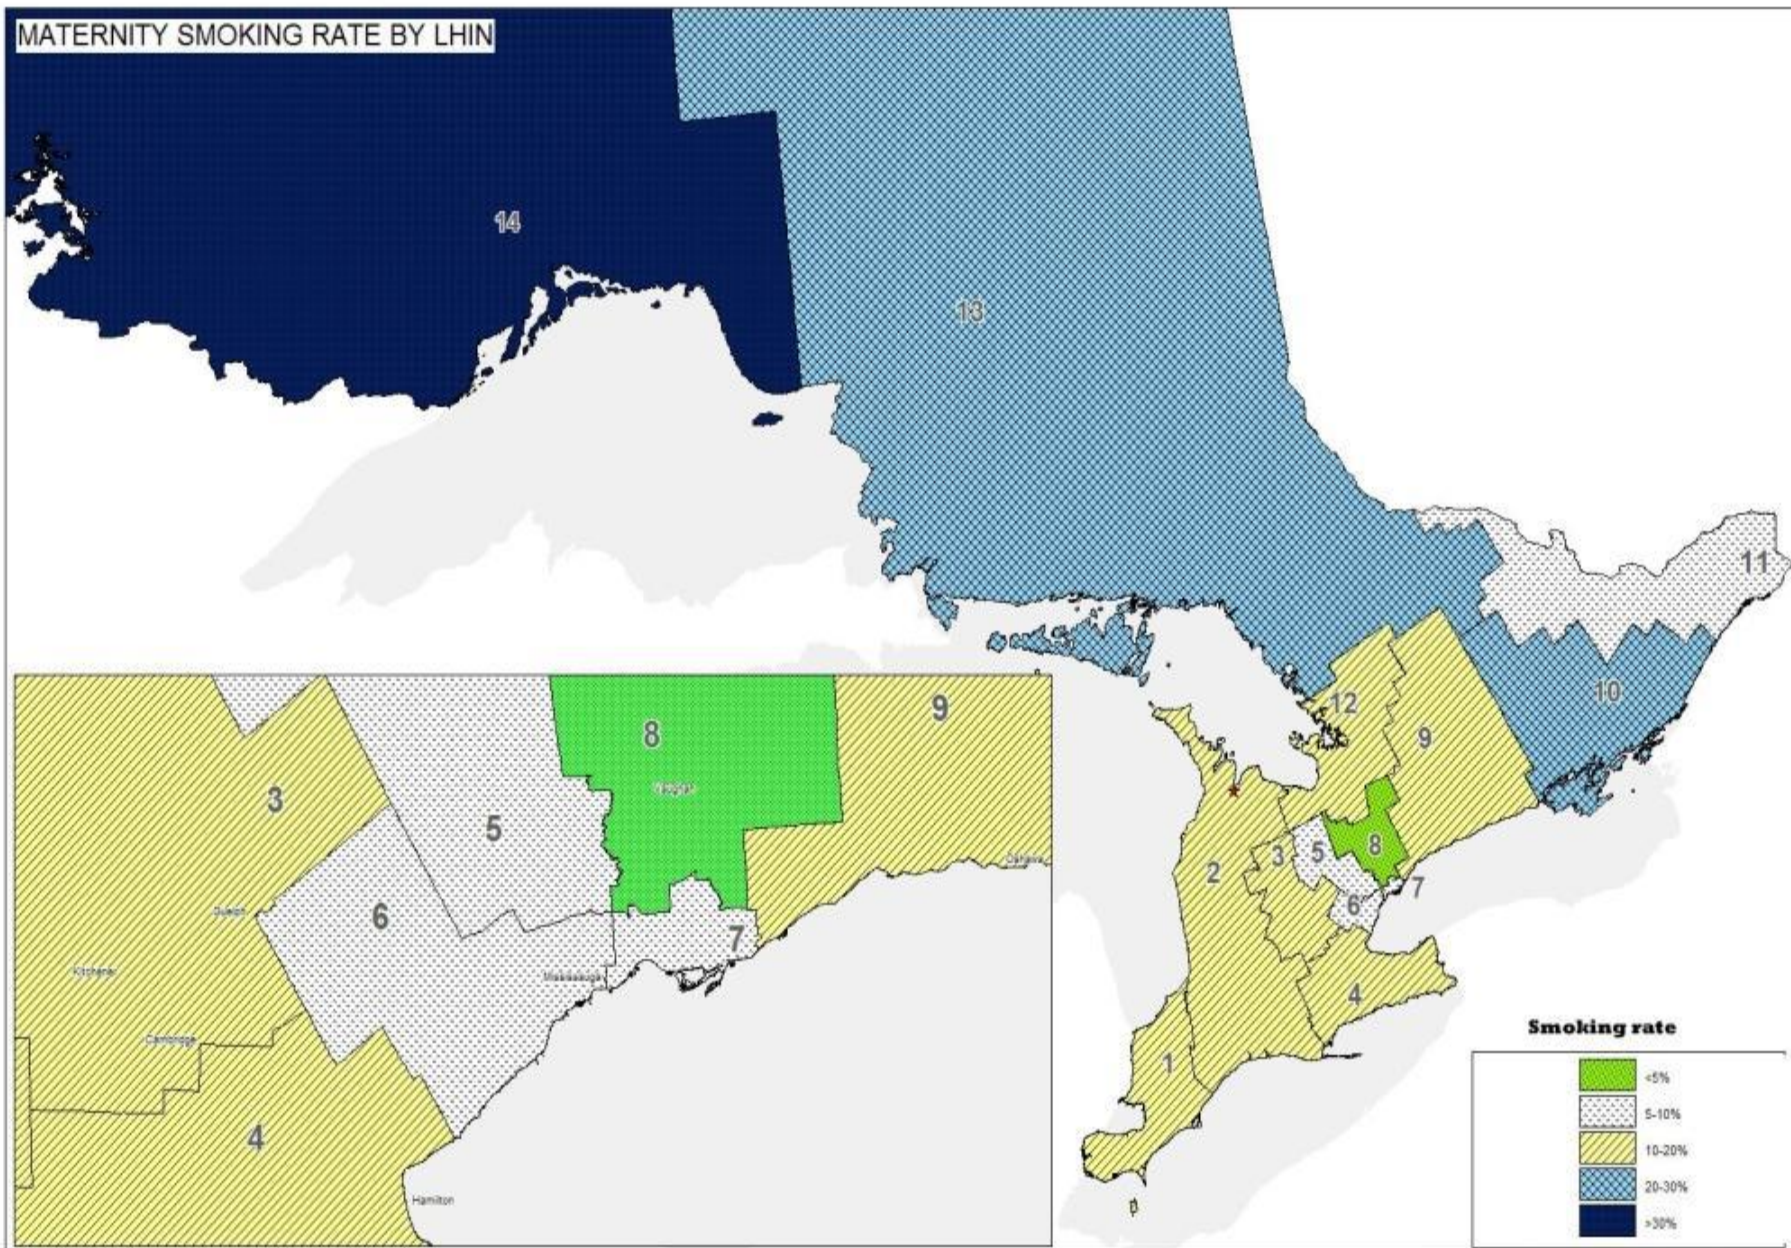 MATERNITY SMOKING RATE BY LHIN
14
13
11
10
12
9
8
3
5
2
7
6
4
1
9
8
Vaughan
3
5
Oshawa
6
Guelph
7
Kitchener
Mississauga
Cambridge
4
Hamilton
Smoking rate
<5%
5-10%
10-20%
20-30%
>30%